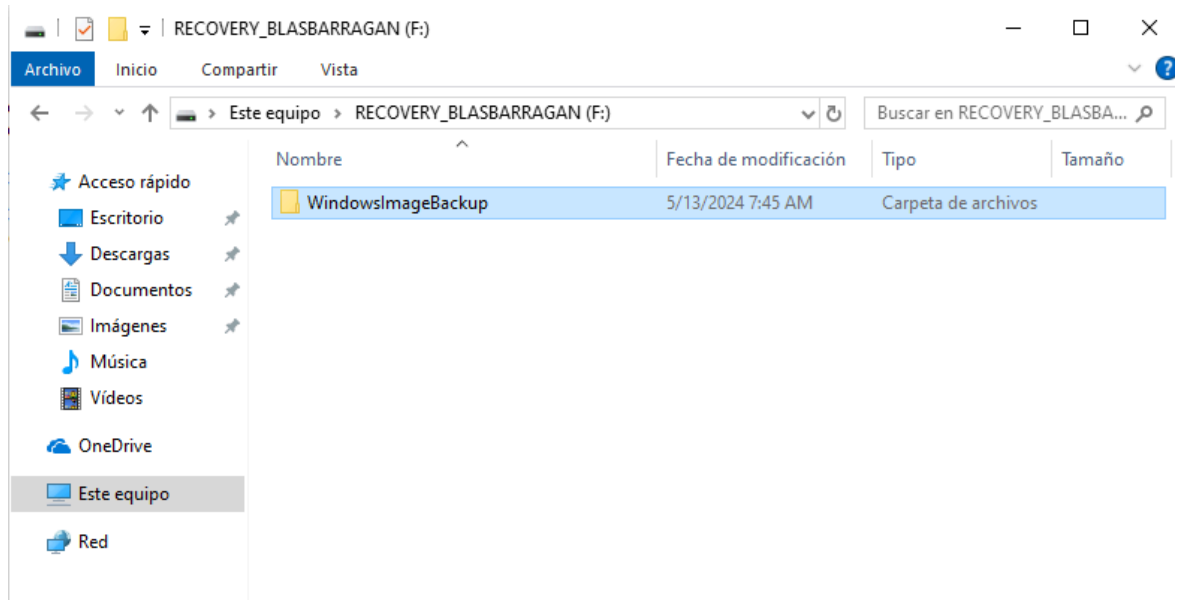 RECOVERY_BLASBARRAGAN (F:)
Archivo Inicio Compartir Vista
Este equipo > RECOVERY_BLASBARRAGAN (F:) Buscar en RECOVERY_BLASBA...
Nombre Fecha de modificación Tipo Tamaño
WindowsImageBackup 5/13/2024 7:45 AM Carpeta de archivos
Acceso rápido
Escritorio
Descargas
Documentos
Imágenes
Música
Vídeos
OneDrive
Este equipo
Red